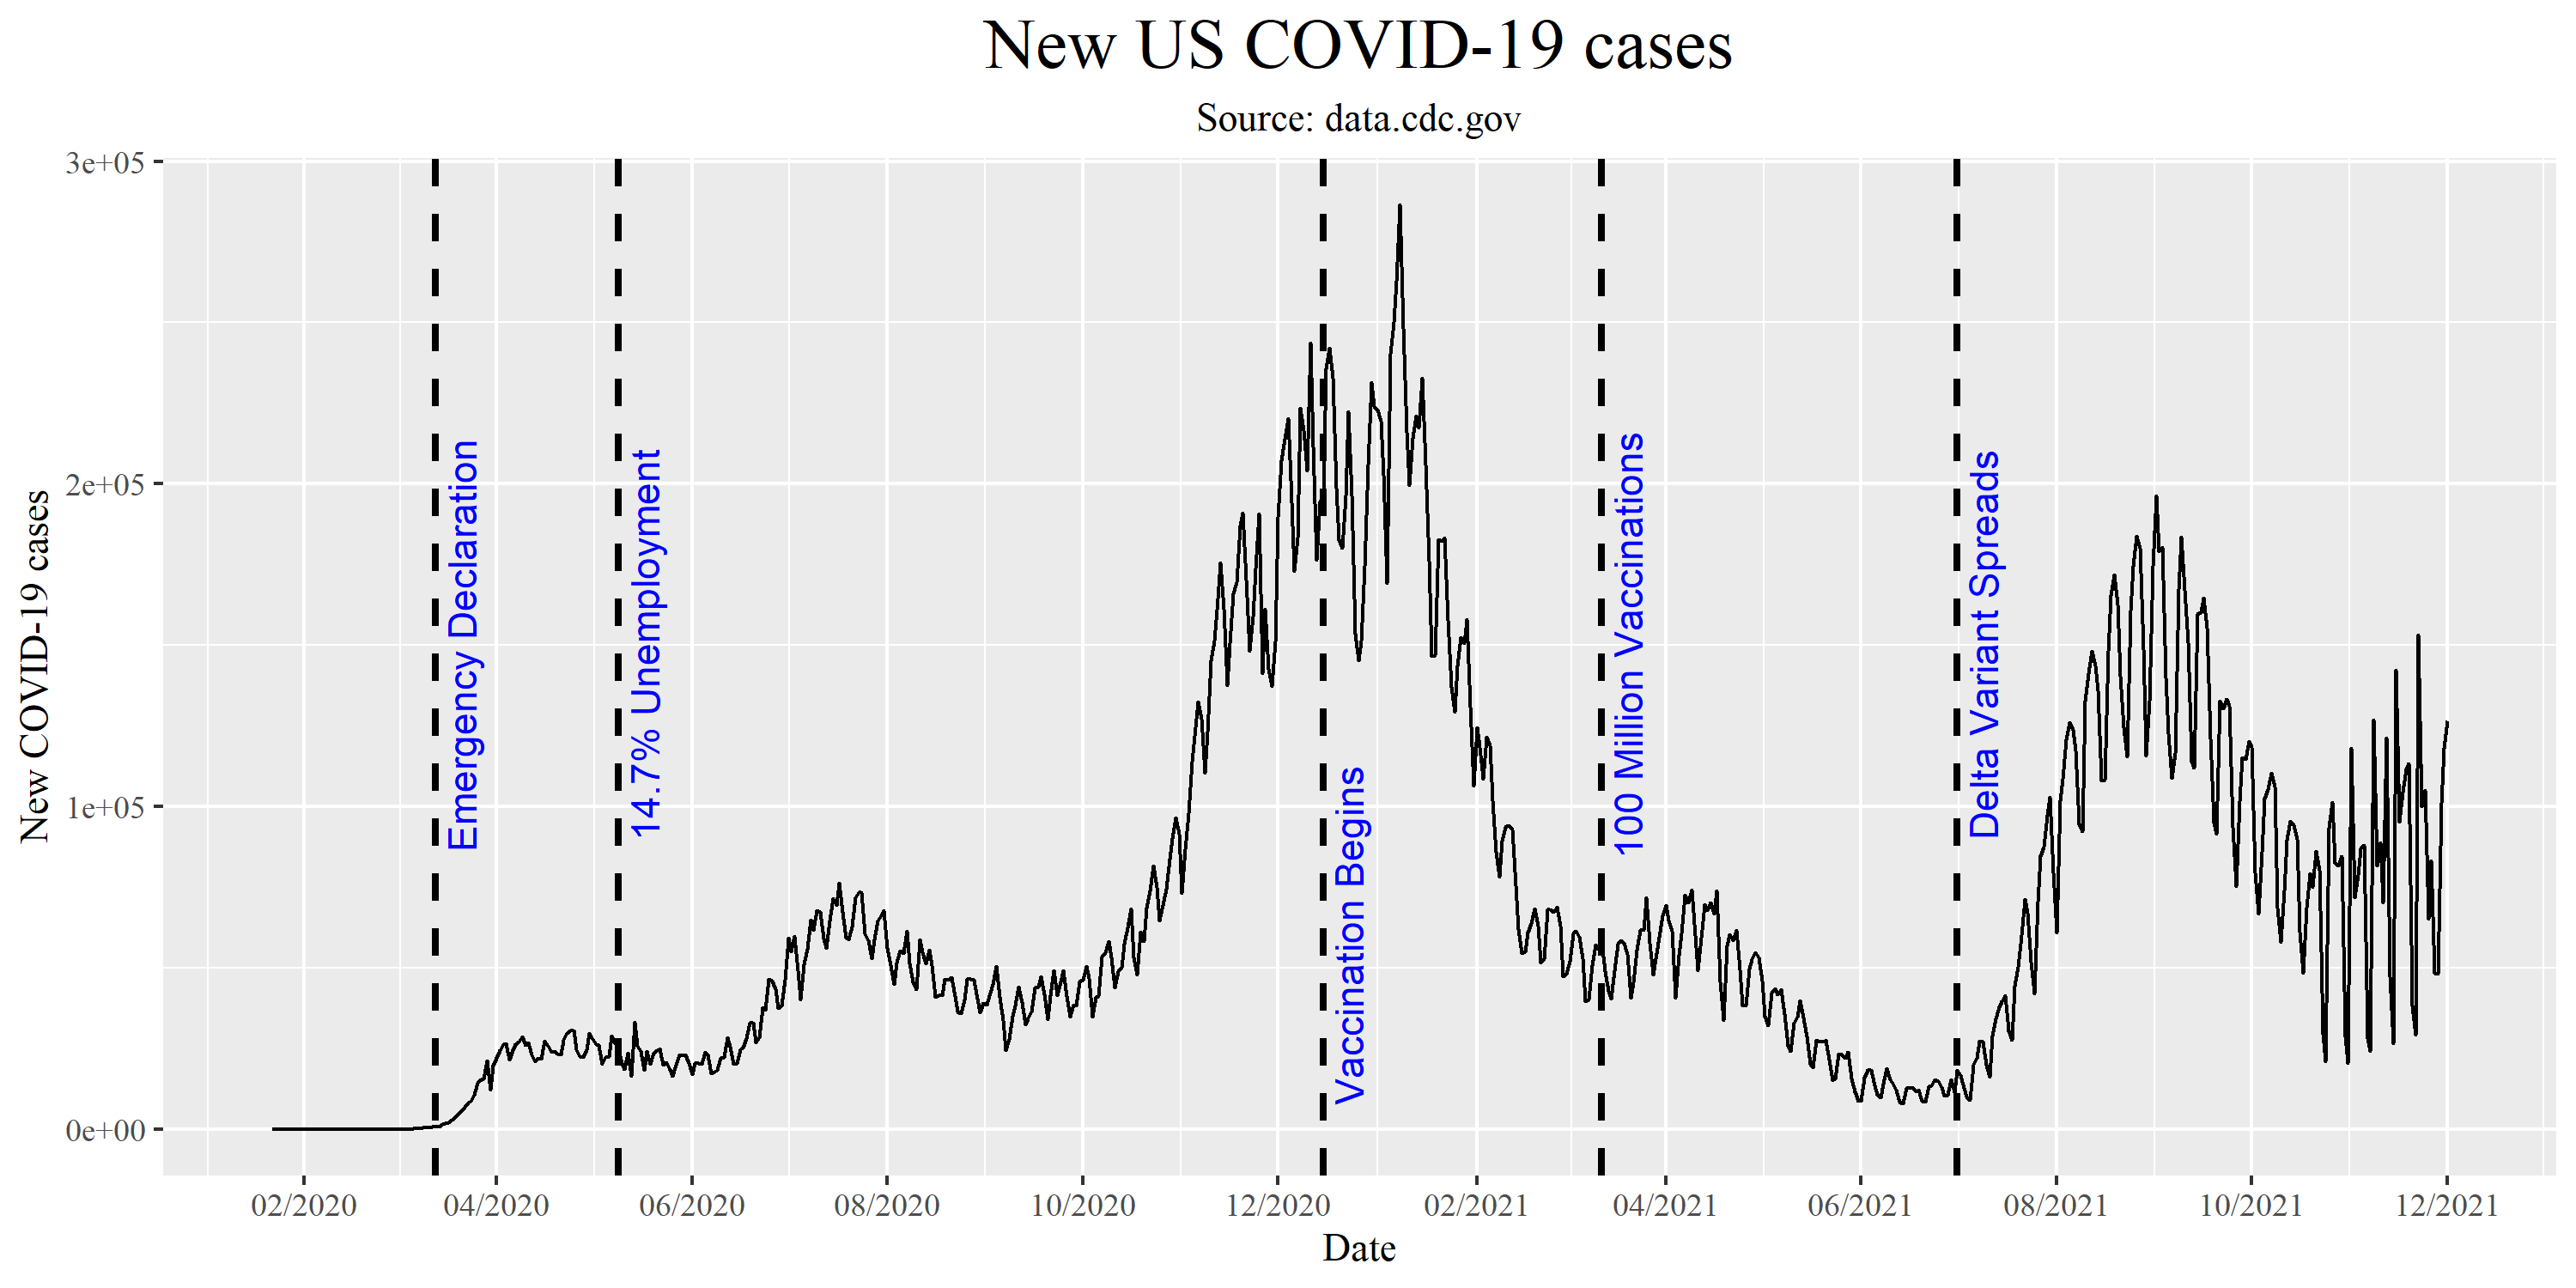 New US COVID-19 cases
Source: data.cdc.gov
New COVID-19 cases
3e+05
2e+05
1e+05
0e+00
Emergency Declaration
14.7% Unemployment
Vaccination Begins
100 Million Vaccinations
Delta Variant Spreads
02/2020
04/2020
06/2020
08/2020
10/2020
12/2020
02/2021
04/2021
06/2021
08/2021
10/2021
12/2021
Date